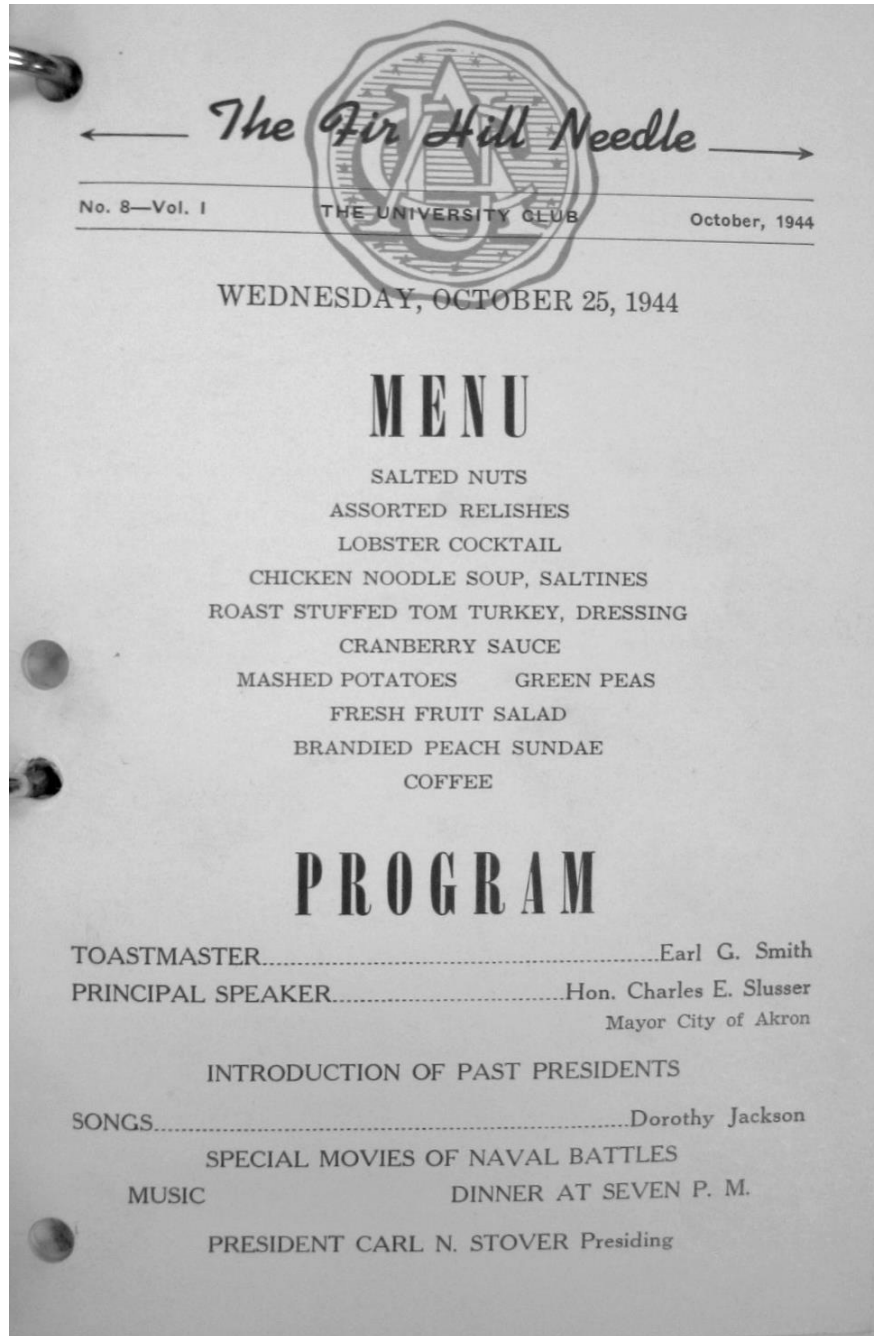 The Fir Hill Needle
No. 8—Vol. I THE UNIVERSITY CLUB October, 1944
WEDNESDAY, OCTOBER 25, 1944
MENU
SALTED NUTS
ASSORTED RELISHES
LOBSTER COCKTAIL
CHICKEN NOODLE SOUP, SALTINES
ROAST STUFFED TOM TURKEY, DRESSING
CRANBERRY SAUCE
MASHED POTATOES GREEN PEAS
FRESH FRUIT SALAD
BRANDIED PEACH SUNDAE
COFFEE
PROGRAM
TOASTMASTER Earl G. Smith
PRINCIPAL SPEAKER Hon. Charles E. Slusser
Mayor City of Akron
INTRODUCTION OF PAST PRESIDENTS
SONGS Dorothy Jackson
SPECIAL MOVIES OF NAVAL BATTLES
MUSIC DINNER AT SEVEN P. M.
PRESIDENT CARL N. STOVER Presiding